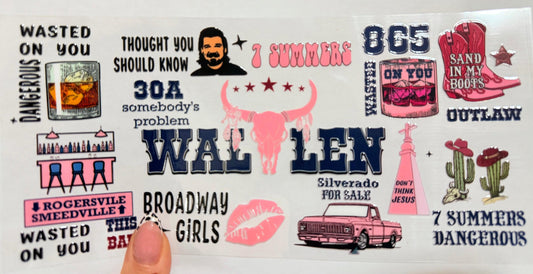 WASTED
ON YOU
DANGEROUS
THOUGHT YOU
SHOULD KNOW
7 SUMMERS
865
WASTED
ON YOU
SAND
IN MY
BOOTS
OUTLAW
30A
somebody's
problem
WALLEN
ROGERSVILE
SMEEDVILLE
WASTED
ON YOU
THIS
BA
BROADWAY
GIRLS
Silverado
FOR SALE
DON'T
THINK
JESUS
7 SUMMERS
DANGEROUS